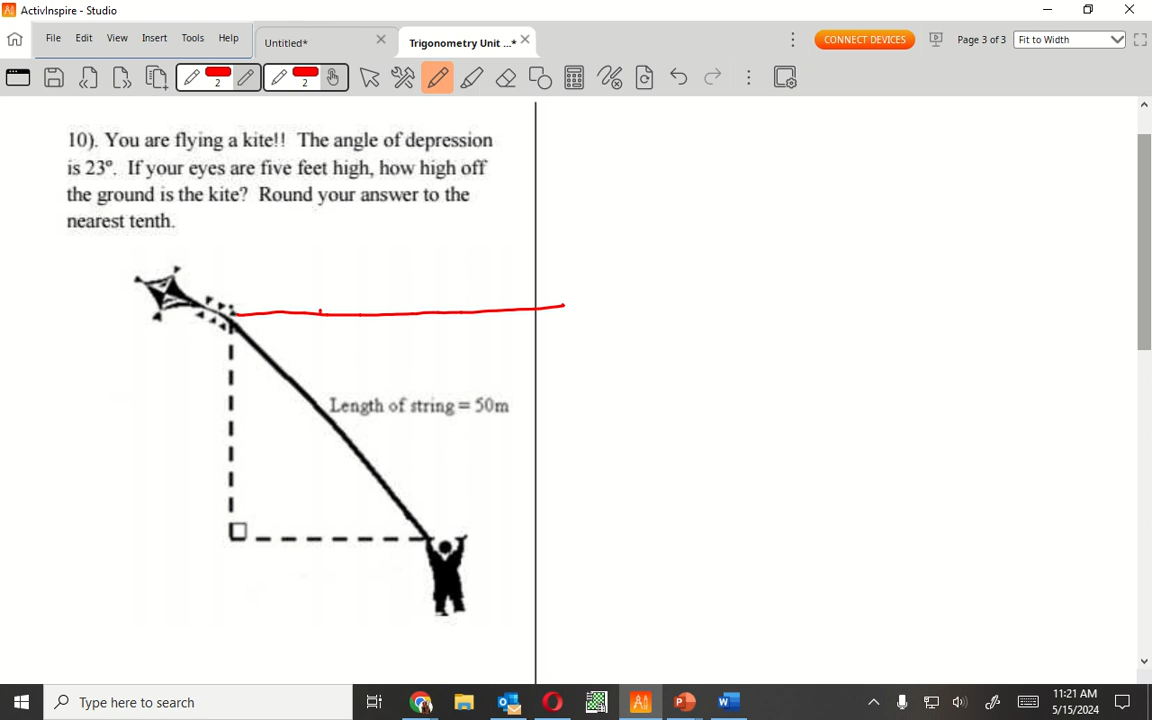 ActivInspire - Studio
File Edit View Insert Tools Help
Untitled*
Trigonometry Unit ...*
CONNECT DEVICES
Page 3 of 3
Fit to Width
2
2
10). You are flying a kite!! The angle of depression
is 23°. If your eyes are five feet high, how high off
the ground is the kite? Round your answer to the
nearest tenth.
Length of string = 50m
Type here to search
11:21 AM
5/15/2024